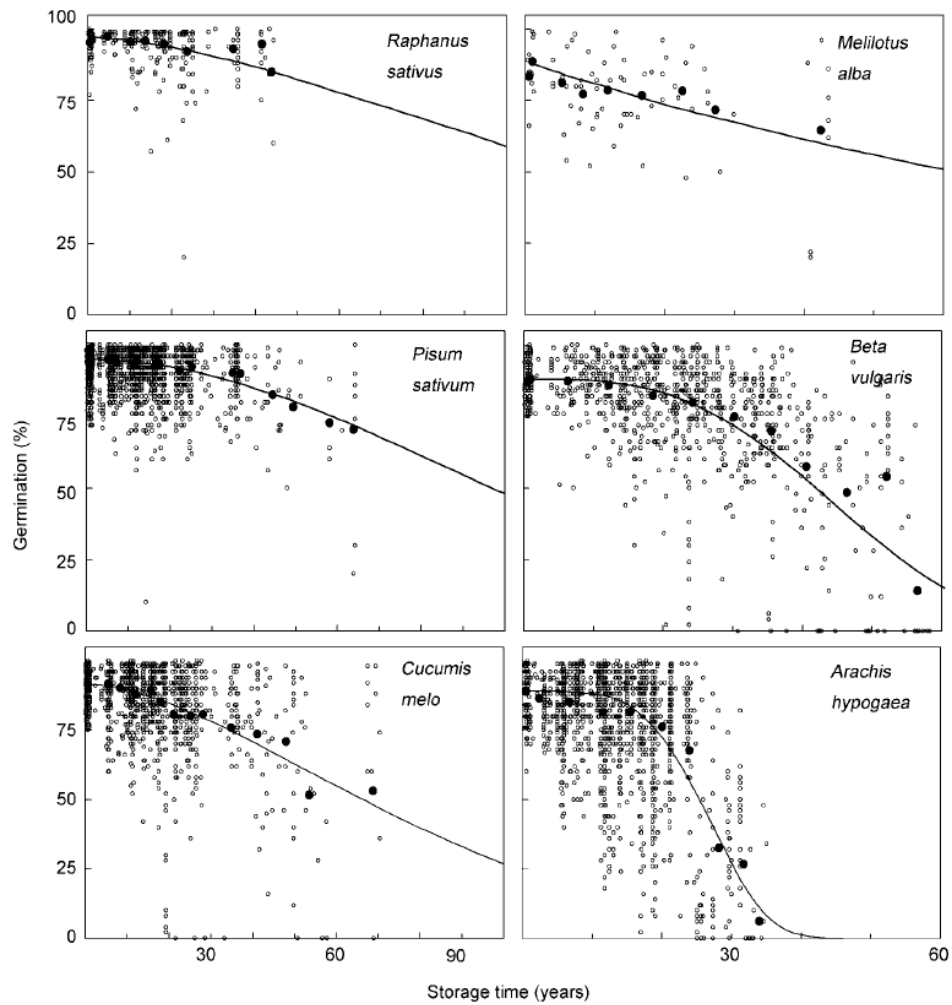 100
75
50
25
0
Raphanus
sativus
Melilotus
alba
75
50
25
0
Pisum
sativum
Beta
vulgaris
75
50
25
0
Cucumis
melo
Arachis
hypogaea
30 60 90 30 60
Germination (%)
Storage time (years)